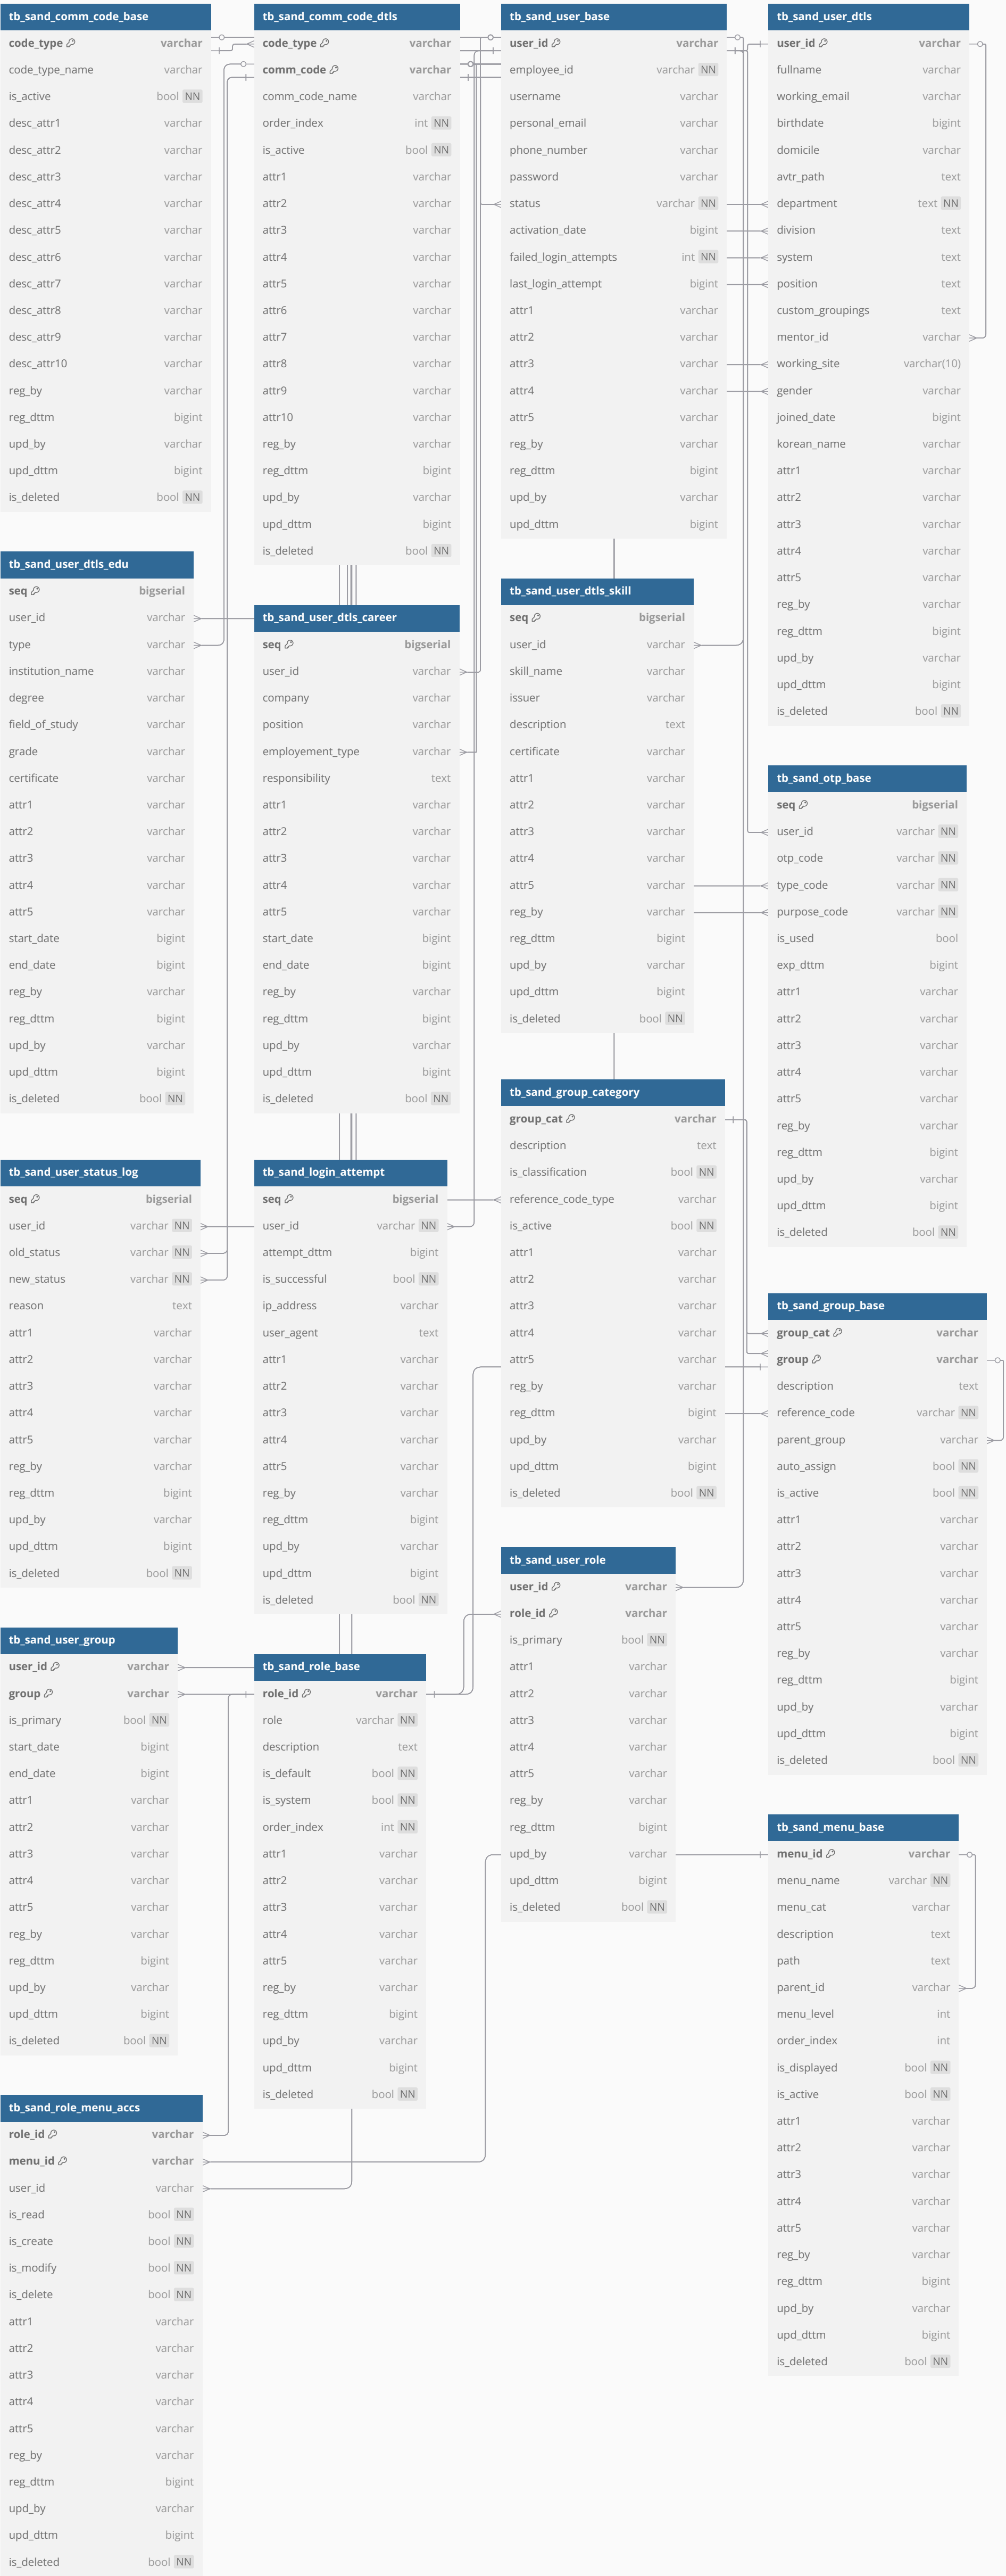 tb_sand_comm_code_base
code_type varchar
code_type_name varchar
is_active bool NN
desc_attr1 varchar
desc_attr2 varchar
desc_attr3 varchar
desc_attr4 varchar
desc_attr5 varchar
desc_attr6 varchar
desc_attr7 varchar
desc_attr8 varchar
desc_attr9 varchar
desc_attr10 varchar
reg_by varchar
reg_dttm bigint
upd_by varchar
upd_dttm bigint
is_deleted bool NN
tb_sand_comm_code_dtls
code_type varchar
comm_code varchar
comm_code_name varchar
order_index int NN
is_active bool NN
attr1 varchar
attr2 varchar
attr3 varchar
attr4 varchar
attr5 varchar
attr6 varchar
attr7 varchar
attr8 varchar
attr9 varchar
attr10 varchar
reg_by varchar
reg_dttm bigint
upd_by varchar
upd_dttm bigint
is_deleted bool NN
tb_sand_user_base
user_id varchar
employee_id varchar NN
username varchar
personal_email varchar
phone_number varchar
password varchar
status varchar NN
activation_date bigint
failed_login_attempts int NN
last_login_attempt bigint
attr1 varchar
attr2 varchar
attr3 varchar
attr4 varchar
attr5 varchar
reg_by varchar
reg_dttm bigint
upd_by varchar
upd_dttm bigint
tb_sand_user_dtls
user_id varchar
fullname varchar
working_email varchar
birthdate bigint
domicile varchar
avtr_path text
department text NN
division text
system text
position text
custom_groupings text
mentor_id varchar
working_site varchar(10)
gender varchar
joined_date bigint
korean_name varchar
attr1 varchar
attr2 varchar
attr3 varchar
attr4 varchar
attr5 varchar
reg_by varchar
reg_dttm bigint
upd_by varchar
upd_dttm bigint
is_deleted bool NN
tb_sand_user_dtls_edu
seq bigserial
user_id varchar
type varchar
institution_name varchar
degree varchar
field_of_study varchar
grade varchar
certificate varchar
attr1 varchar
attr2 varchar
attr3 varchar
attr4 varchar
attr5 varchar
start_date bigint
end_date bigint
reg_by varchar
reg_dttm bigint
upd_by varchar
upd_dttm bigint
is_deleted bool NN
tb_sand_user_dtls_career
seq bigserial
user_id varchar
company varchar
position varchar
employement_type varchar
responsibility text
attr1 varchar
attr2 varchar
attr3 varchar
attr4 varchar
attr5 varchar
start_date bigint
end_date bigint
reg_by varchar
reg_dttm bigint
upd_by varchar
upd_dttm bigint
is_deleted bool NN
tb_sand_user_dtls_skill
seq bigserial
user_id varchar
skill_name varchar
issuer varchar
description text
certificate varchar
attr1 varchar
attr2 varchar
attr3 varchar
attr4 varchar
attr5 varchar
reg_by varchar
reg_dttm bigint
upd_by varchar
upd_dttm bigint
is_deleted bool NN
tb_sand_otp_base
seq bigserial
user_id varchar NN
otp_code varchar NN
type_code varchar NN
purpose_code varchar NN
is_used bool
exp_dttm bigint
attr1 varchar
attr2 varchar
attr3 varchar
attr4 varchar
attr5 varchar
reg_by varchar
reg_dttm bigint
upd_by varchar
upd_dttm bigint
is_deleted bool NN
tb_sand_user_status_log
seq bigserial
user_id varchar NN
old_status varchar NN
new_status varchar NN
reason text
attr1 varchar
attr2 varchar
attr3 varchar
attr4 varchar
attr5 varchar
reg_by varchar
reg_dttm bigint
upd_by varchar
upd_dttm bigint
is_deleted bool NN
tb_sand_login_attempt
seq bigserial
user_id varchar NN
attempt_dttm bigint
is_successful bool NN
ip_address varchar
user_agent text
attr1 varchar
attr2 varchar
attr3 varchar
attr4 varchar
attr5 varchar
reg_by varchar
reg_dttm bigint
upd_by varchar
upd_dttm bigint
is_deleted bool NN
tb_sand_group_category
group_cat varchar
description text
is_classification bool NN
reference_code_type varchar
is_active bool NN
attr1 varchar
attr2 varchar
attr3 varchar
attr4 varchar
attr5 varchar
reg_by varchar
reg_dttm bigint
upd_by varchar
upd_dttm bigint
is_deleted bool NN
tb_sand_group_base
group_cat varchar
group varchar
description text
reference_code varchar NN
parent_group varchar
auto_assign bool NN
is_active bool NN
attr1 varchar
attr2 varchar
attr3 varchar
attr4 varchar
attr5 varchar
reg_by varchar
reg_dttm bigint
upd_by varchar
upd_dttm bigint
is_deleted bool NN
tb_sand_user_group
user_id varchar
group varchar
is_primary bool NN
start_date bigint
end_date bigint
attr1 varchar
attr2 varchar
attr3 varchar
attr4 varchar
attr5 varchar
reg_by varchar
reg_dttm bigint
upd_by varchar
upd_dttm bigint
is_deleted bool NN
tb_sand_role_base
role_id varchar
role varchar NN
description text
is_default bool NN
is_system bool NN
order_index int NN
attr1 varchar
attr2 varchar
attr3 varchar
attr4 varchar
attr5 varchar
reg_by varchar
reg_dttm bigint
upd_by varchar
upd_dttm bigint
is_deleted bool NN
tb_sand_user_role
user_id varchar
role_id varchar
is_primary bool NN
attr1 varchar
attr2 varchar
attr3 varchar
attr4 varchar
attr5 varchar
reg_by varchar
reg_dttm bigint
upd_by varchar
upd_dttm bigint
is_deleted bool NN
tb_sand_menu_base
menu_id varchar
menu_name varchar NN
menu_cat varchar
description text
path text
parent_id varchar
menu_level int
order_index int
is_displayed bool NN
is_active bool NN
attr1 varchar
attr2 varchar
attr3 varchar
attr4 varchar
attr5 varchar
reg_by varchar
reg_dttm bigint
upd_by varchar
upd_dttm bigint
is_deleted bool NN
tb_sand_role_menu_accs
role_id varchar
menu_id varchar
user_id varchar
is_read bool NN
is_create bool NN
is_modify bool NN
is_delete bool NN
attr1 varchar
attr2 varchar
attr3 varchar
attr4 varchar
attr5 varchar
reg_by varchar
reg_dttm bigint
upd_by varchar
upd_dttm bigint
is_deleted bool NN